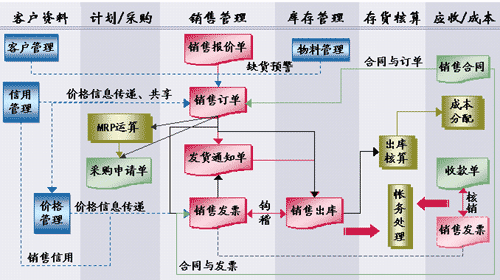 客户资料 计划/采购 销售管理 库存管理 存货核算 应收/成本
客户管理
销售报价单
物料管理
缺货预警
合同与订单
销售合同
信用
管理
价格信息传递、共享
销售订单
成本
分配
MRP运算
采购申请单
发货通知单
出库
核算
收款单
价格
管理
价格信息传递
销售发票
钩
稽
销售出库
帐务
处理
核
销
销售发票
销售信用
合同与发票